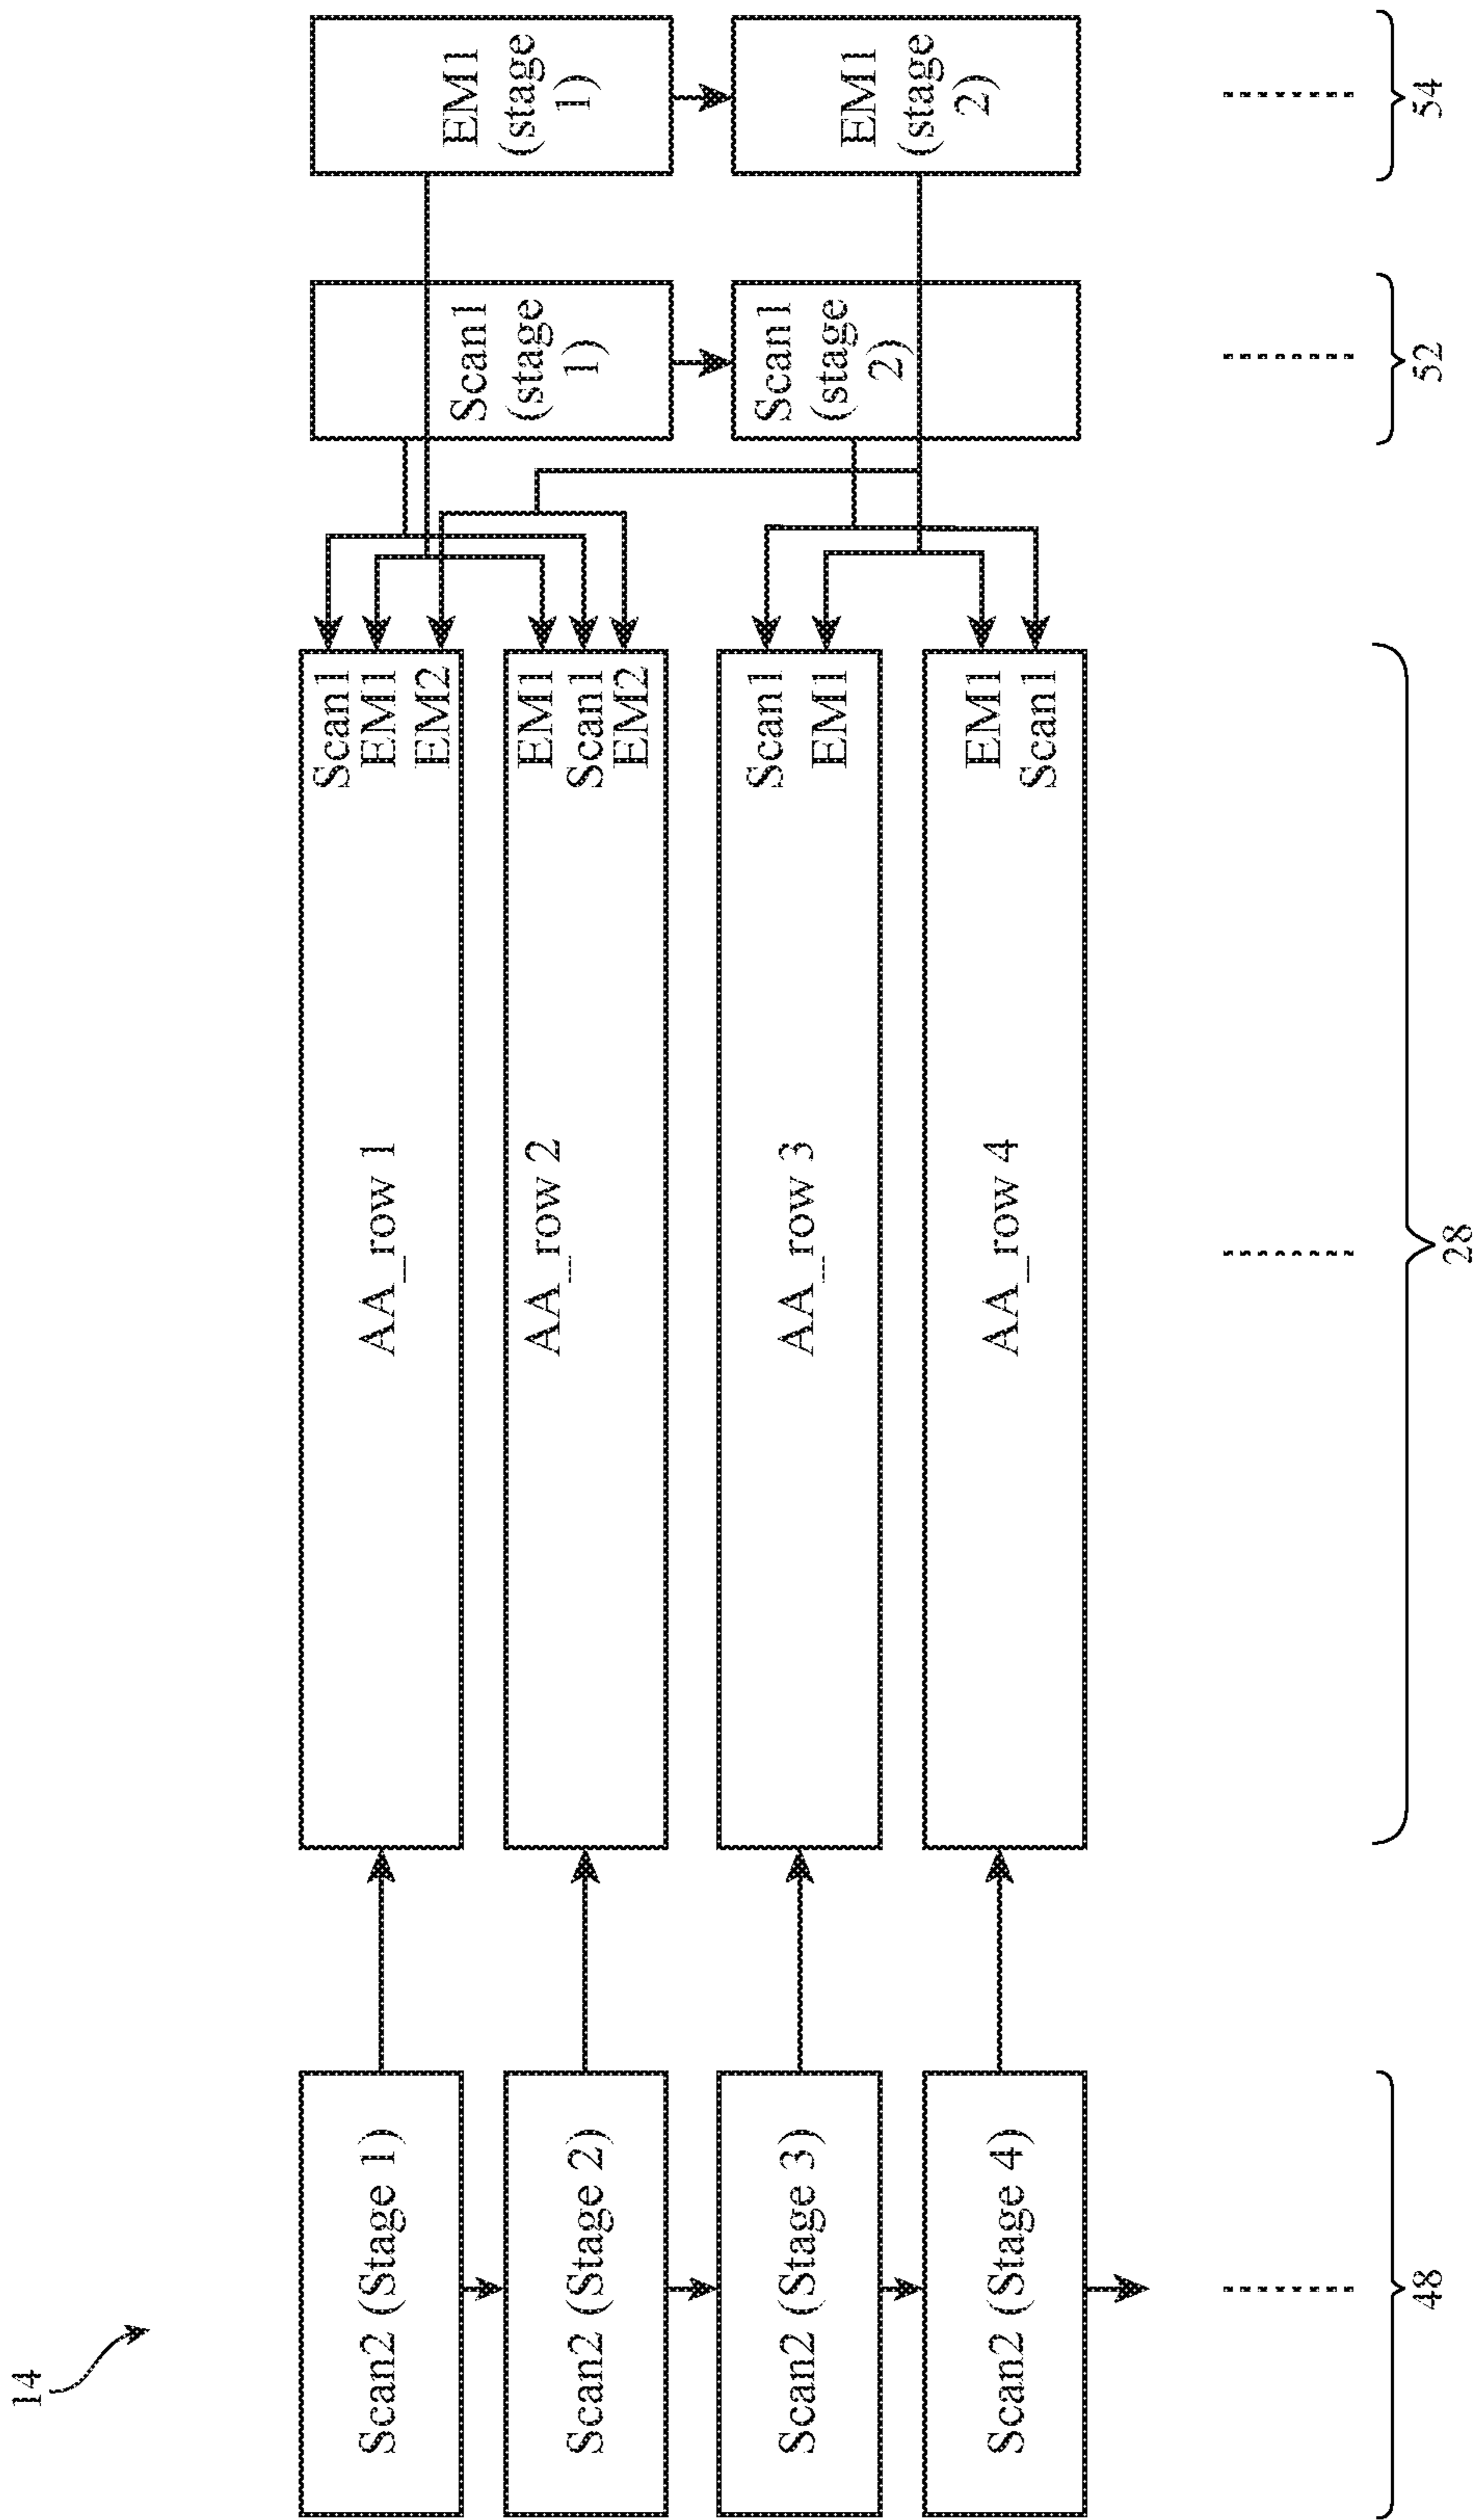 14
Scan2 (Stage 1)
AA_row 1
Scan1
EM1
EM2
Scan1
(stage
1)
EM1
(stage
1)
Scan2 (Stage 2)
AA_row 2
EM1
Scan1
EM2
Scan2 (Stage 3)
AA_row 3
Scan1
EM1
Scan1
(stage
2)
EM1
(stage
2)
Scan2 (Stage 4)
AA_row 4
EM1
Scan1
48
28
52
54